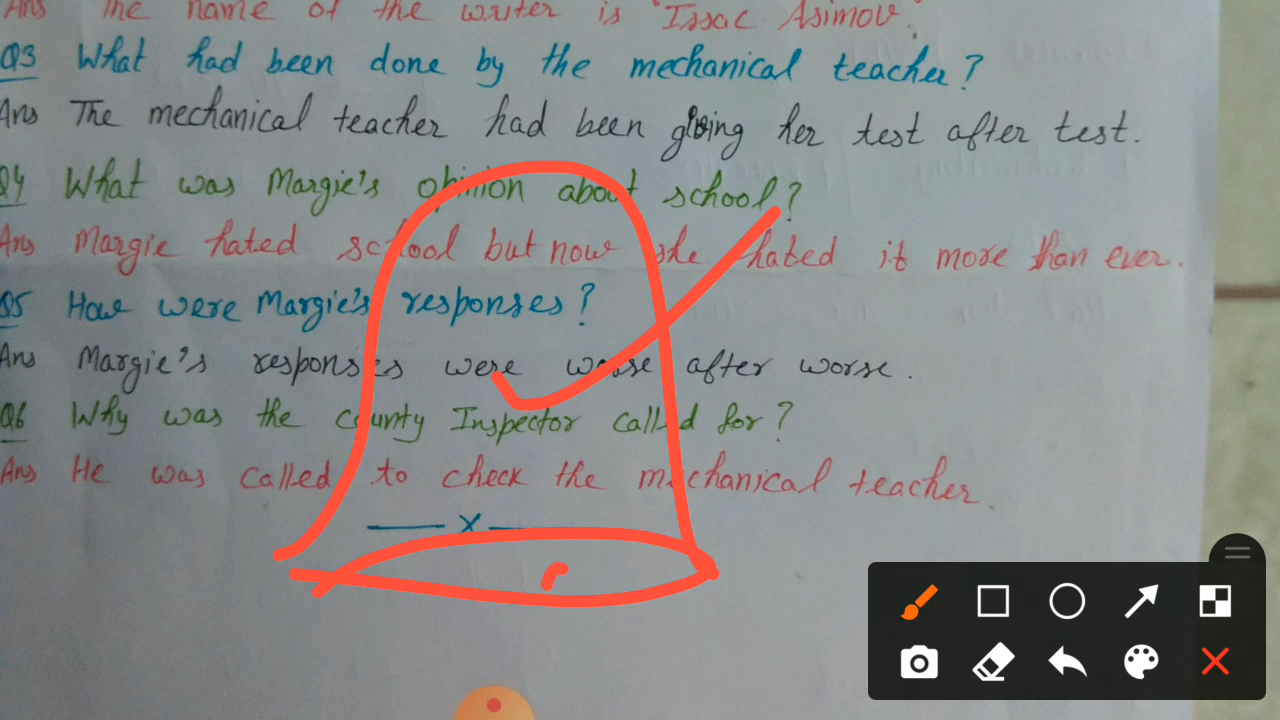 Ans The name of the writer is "Issac Asimov."
Q3 What had been done by the mechanical teacher?
Ans The mechanical teacher had been giving her test after test.
Q4 What was Margie's opinion about school?
Ans Margie hated school but now she hated it more than ever.
Q5 How were Margie's responses?
Ans Margie's responses were worse after worse.
Q6 Why was the county Inspector called for?
Ans He was called to check the mechanical teacher.
—x—